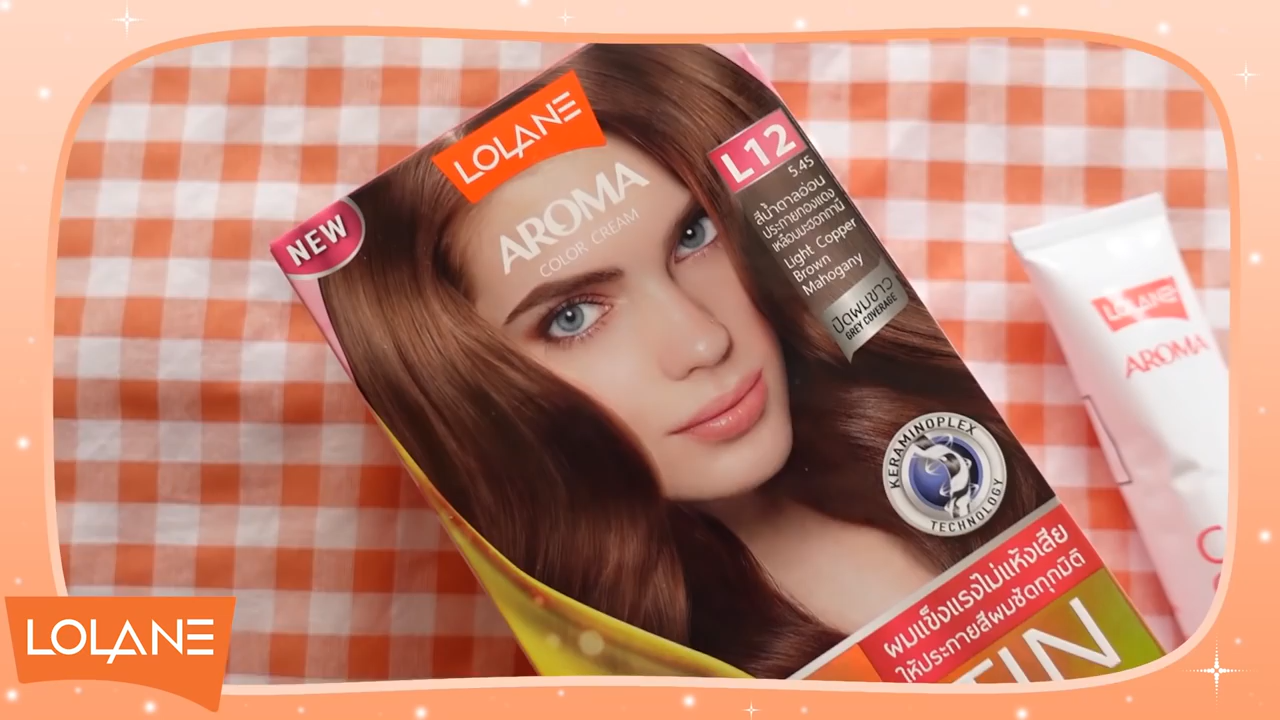 LOLANE
AROMA
COLOR CREAM
NEW
L12
5.45
สีน้ำตาลอ่อน
ประกายทองแดง
เหลือบมะฮอกกานี
Light Copper
Brown
Mahogany
ปิดผมขาว
GREY COVERAGE
KERAMINOPLEX
TECHNOLOGY
ผมแข็งแรงไม่แห้งเสีย
ให้ประกายสีผมชัดทุกมิติ
LOLANE
AROMA
LOLANE